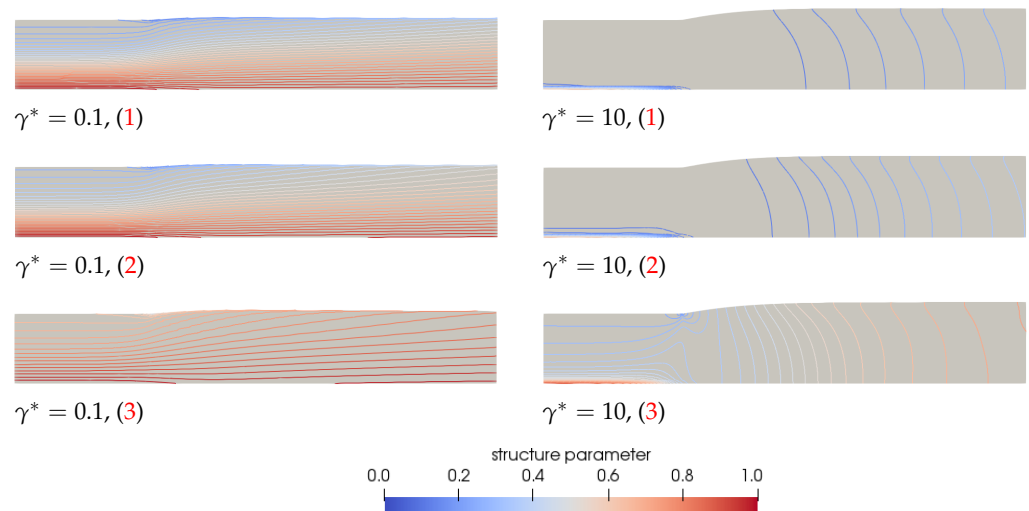 γ* = 0.1, (1)
γ* = 10, (1)
γ* = 0.1, (2)
γ* = 10, (2)
γ* = 0.1, (3)
γ* = 10, (3)
structure parameter
0.0 0.2 0.4 0.6 0.8 1.0